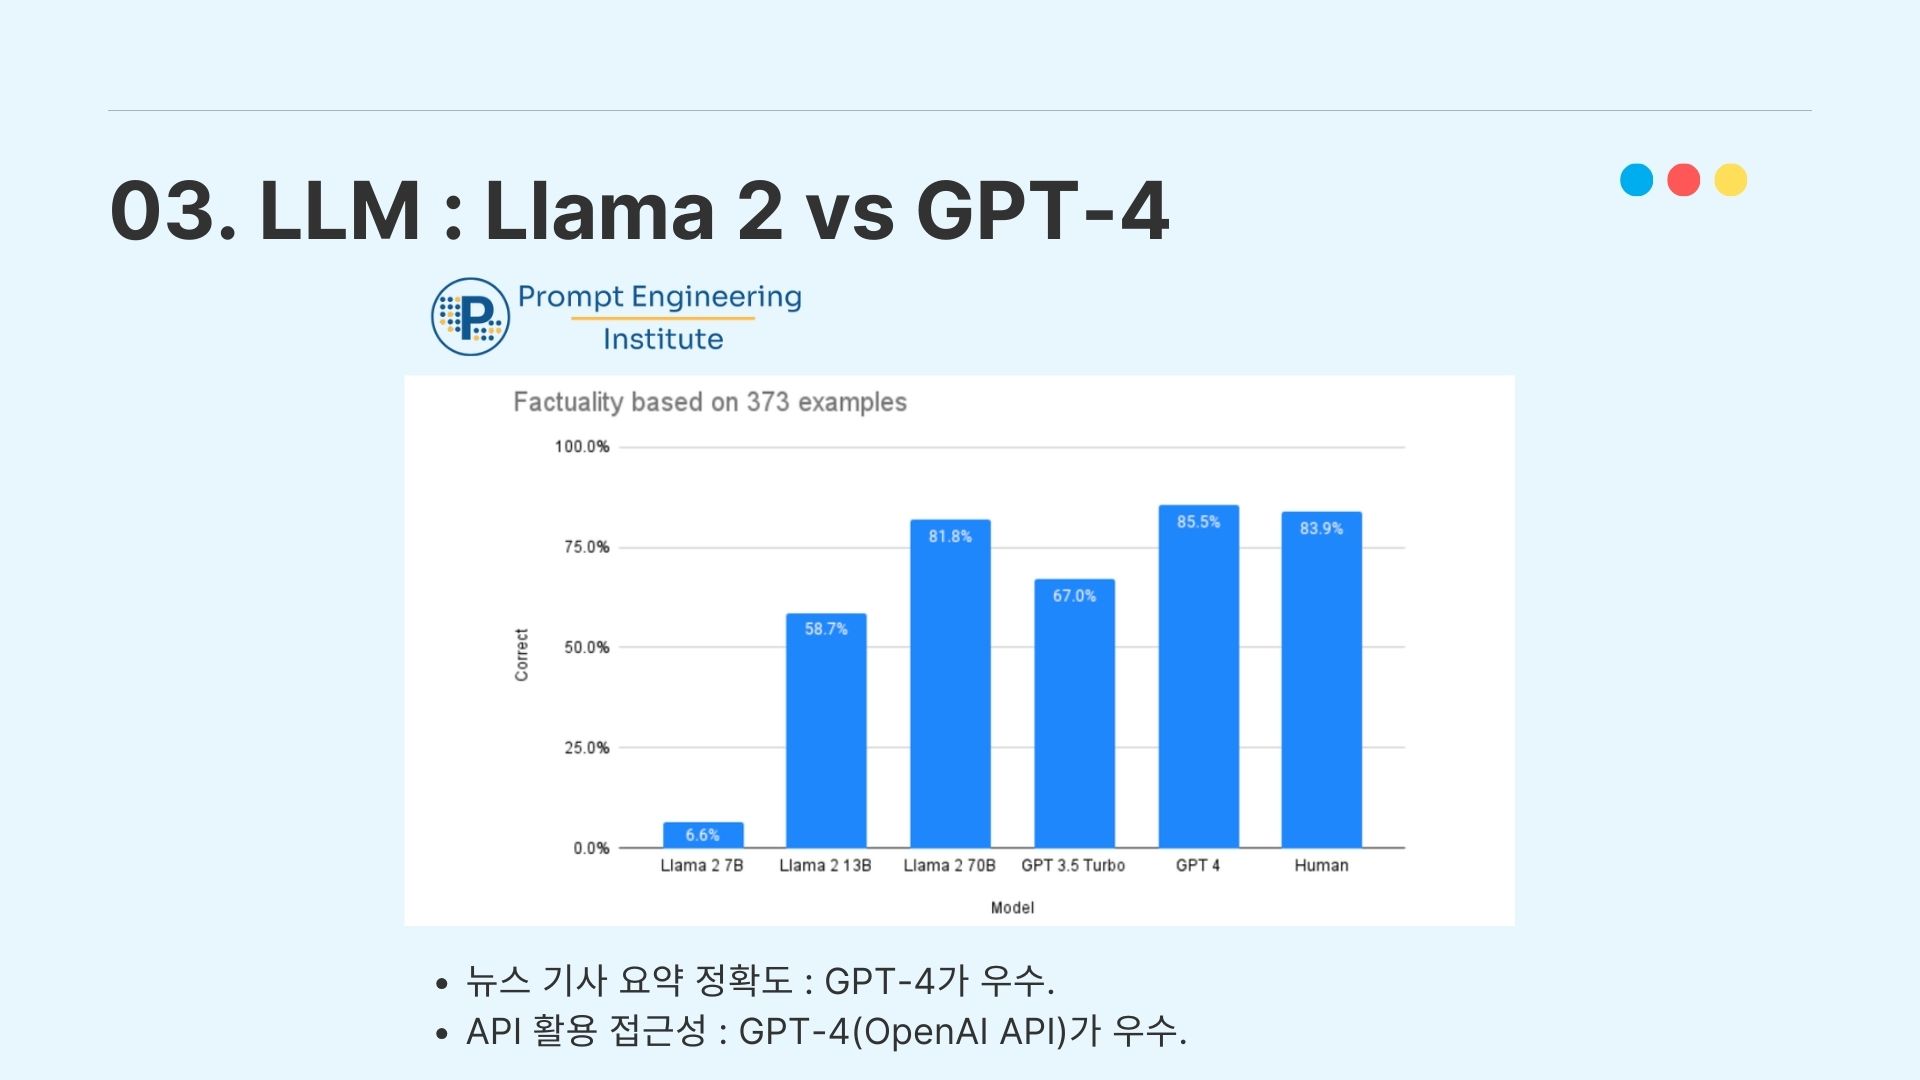 03. LLM : Llama 2 vs GPT-4
P
Prompt Engineering
Institute
Factuality based on 373 examples
100.0%
75.0%
50.0%
25.0%
0.0%
Correct
6.6%
58.7%
81.8%
67.0%
85.5%
83.9%
Llama 2 7B
Llama 2 13B
Llama 2 70B
GPT 3.5 Turbo
GPT 4
Human
Model
• 뉴스 기사 요약 정확도 : GPT-4가 우수.
• API 활용 접근성 : GPT-4(OpenAI API)가 우수.